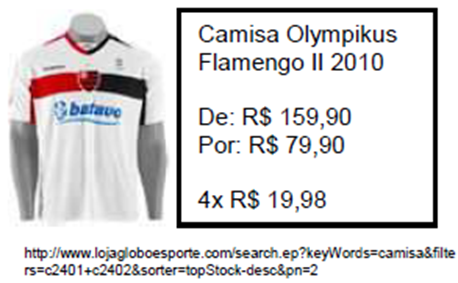 batavo
Camisa Olympikus
Flamengo II 2010
De: R$ 159,90
Por: R$ 79,90
4x R$ 19,98
http://www.lojagloboesporte.com/search.ep?keyWords=camisa&filte
rs=c2401+c2402&sorter=topStock-desc&pn=2